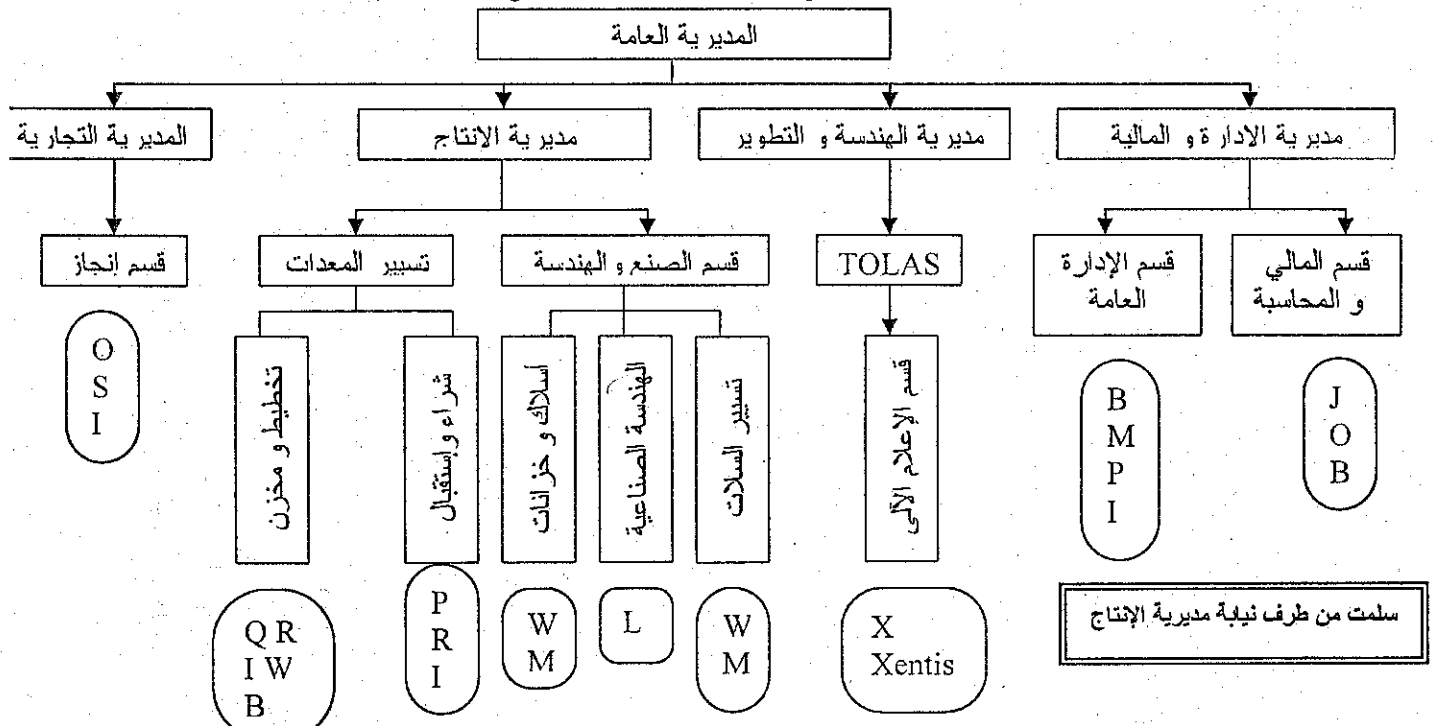 المديرية العامة
مديرية الادارة و المالية
مديرية الهندسة و التطوير
مديرية الانتاج
المديرية التجارية
قسم المالي
و المحاسبة
قسم الإدارة
العامة
TOLAS
قسم الصنع و الهندسة
تسيير المعدات
قسم إنجاز
تسيير السلات
الهندسة الصناعية
أسلاك و خزانات
شراء و إستقبال
تخطيط و مخزن
قسم الإعلام الآلي
J
O
B
B
M
P
I
X
Xentis
W
M
L
W
M
P
R
I
Q R
I W
B
O
S
I
سلمت من طرف نيابة مديرية الإنتاج